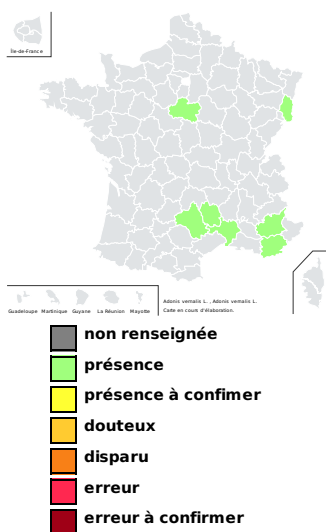 Île-de-France
Guadeloupe Martinique Guyane La Réunion Mayotte
Adonis vernalis L. , Adonis vernalis L.
Carte en cours d'élaboration.
non renseignée
présence
présence à confimer
douteux
disparu
erreur
erreur à confirmer